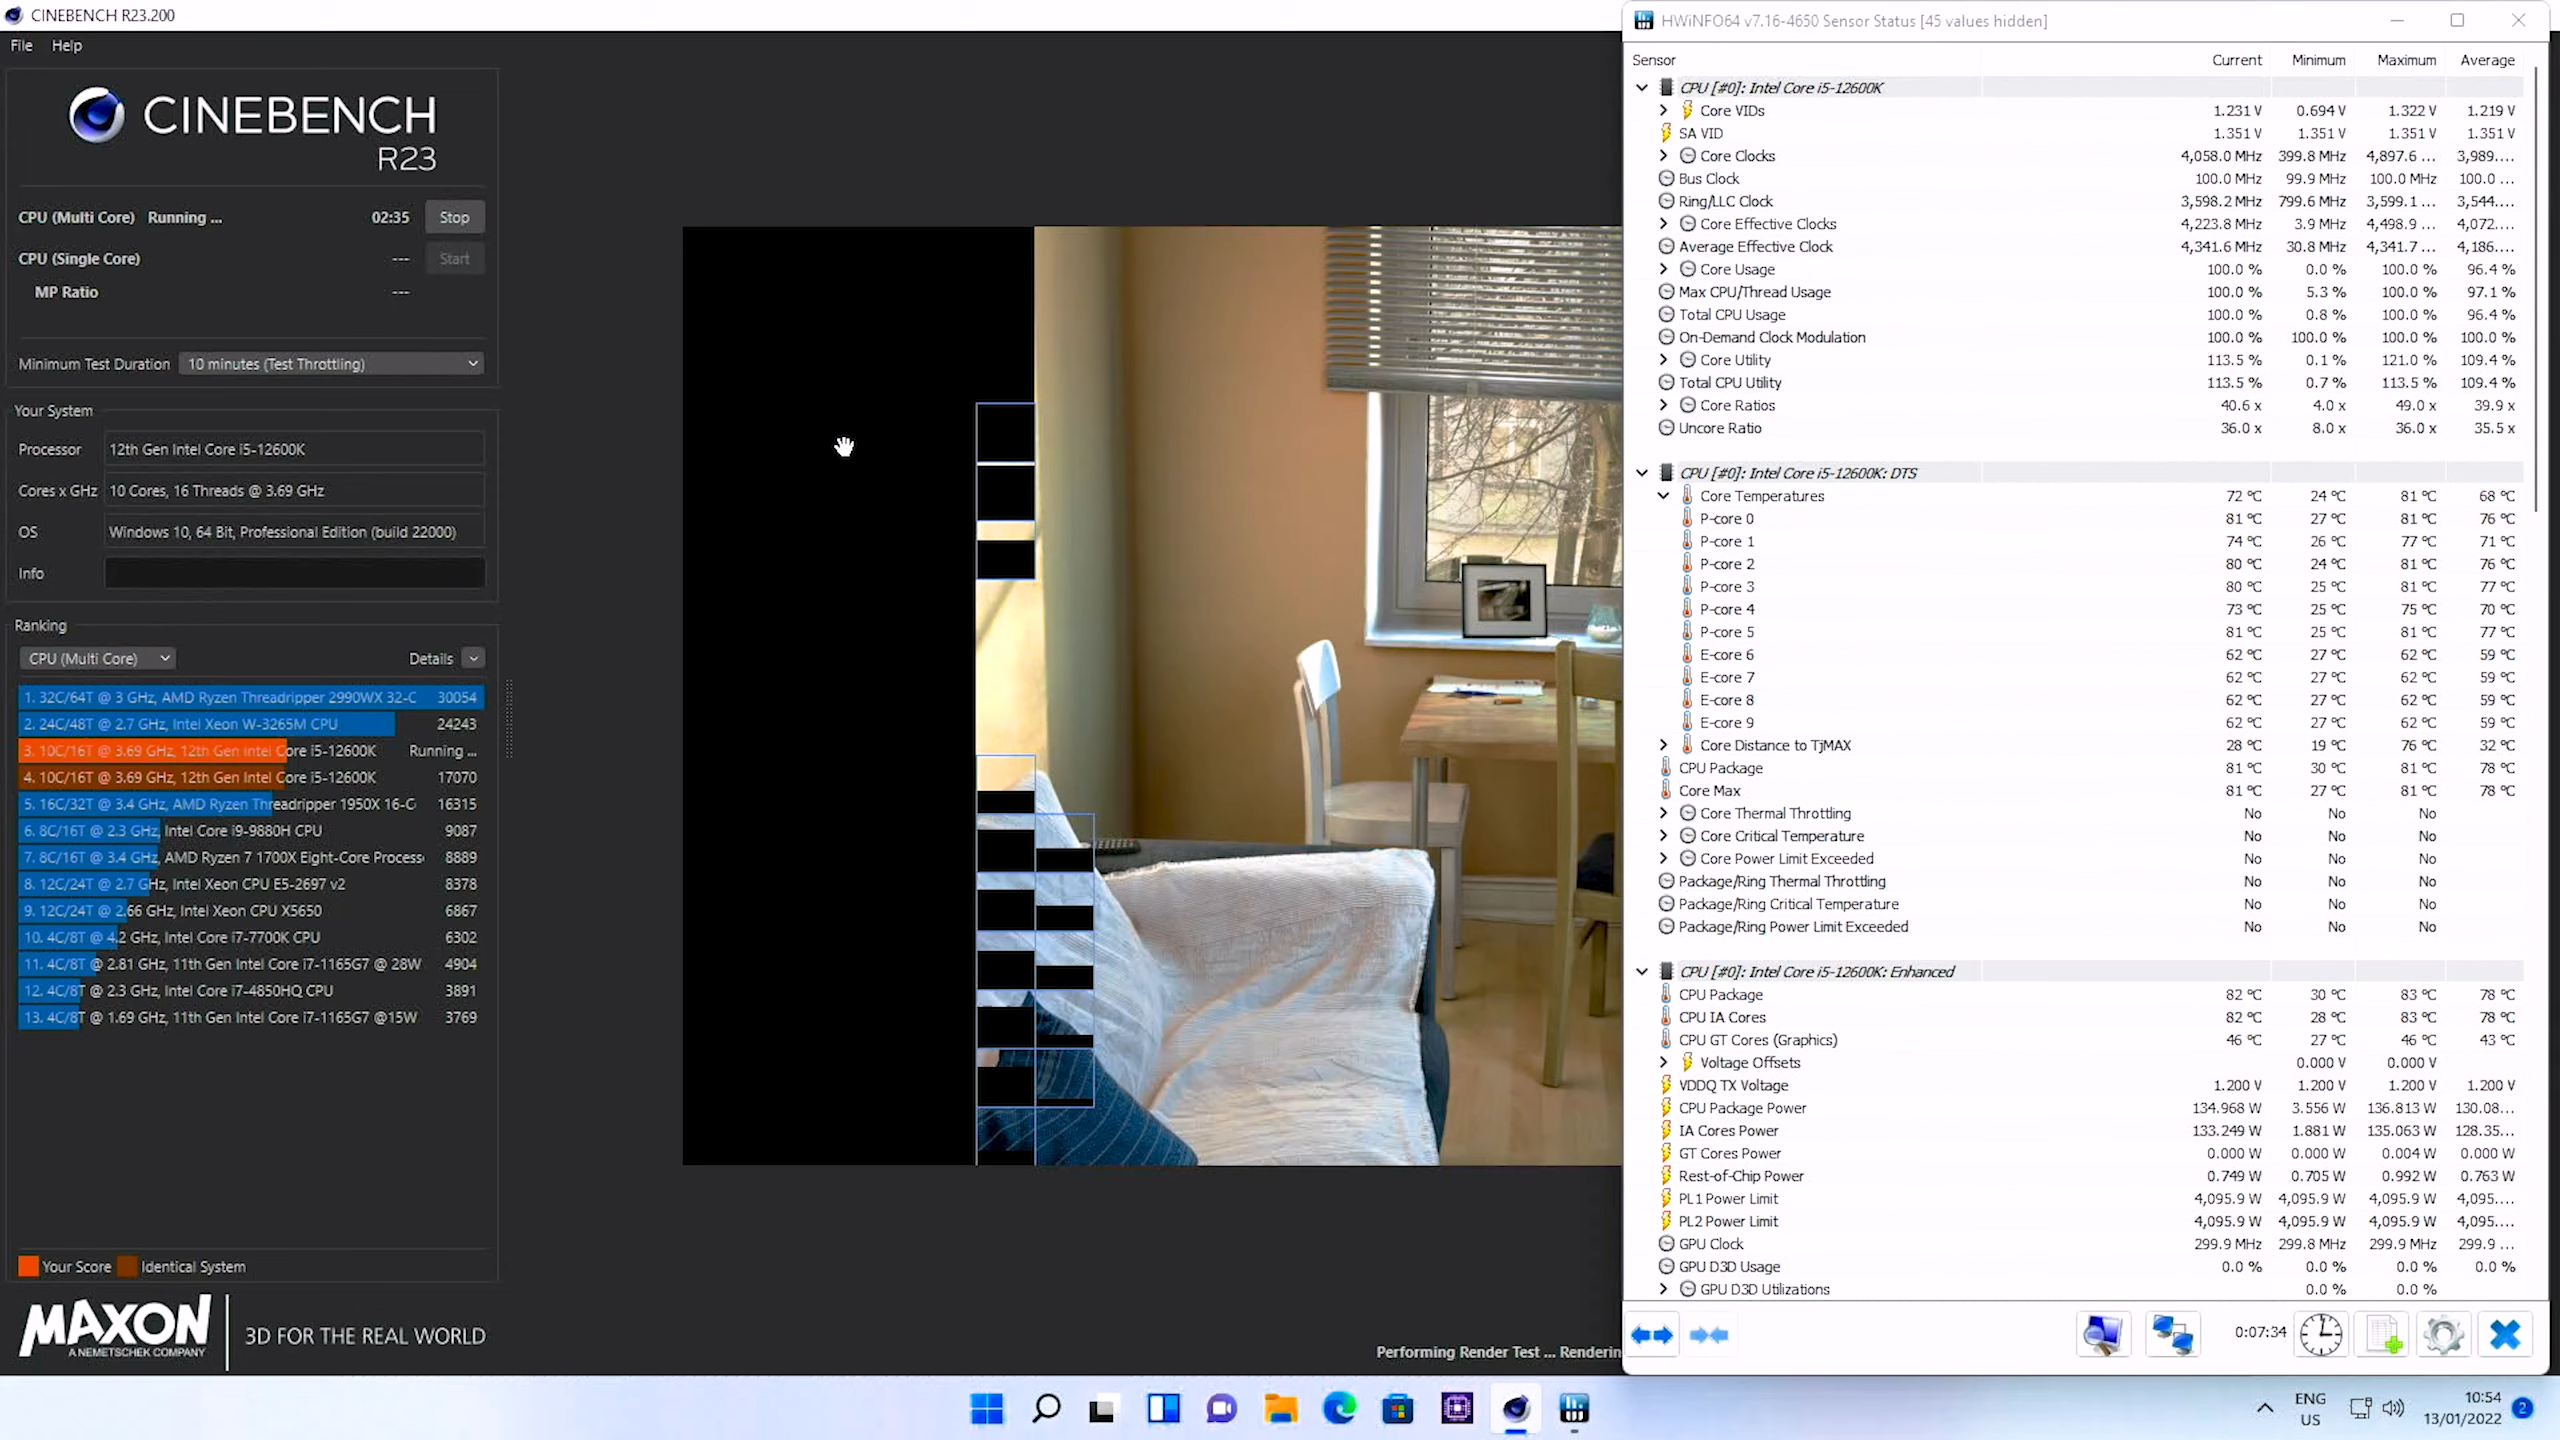 CINEBENCH R23.200
File Help
CINEBENCH
R23
CPU (Multi Core) Running ... 02:35 Stop
CPU (Single Core) --- Start
MP Ratio ---
Minimum Test Duration 10 minutes (Test Throttling)
Your System
Processor 12th Gen Intel Core i5-12600K
Cores x GHz 10 Cores, 16 Threads @ 3.69 GHz
OS Windows 10, 64 Bit, Professional Edition (build 22000)
Info
Ranking
CPU (Multi Core) Details
1. 32C/64T @ 3 GHz, AMD Ryzen Threadripper 2990WX 32-C 30054
2. 24C/48T @ 2.7 GHz, Intel Xeon W-3265M CPU 24243
3. 10C/16T @ 3.69 GHz, 12th Gen Intel Core i5-12600K Running ...
4. 10C/16T @ 3.69 GHz, 12th Gen Intel Core i5-12600K 17070
5. 16C/32T @ 3.4 GHz, AMD Ryzen Threadripper 1950X 16-C 16315
6. 8C/16T @ 2.3 GHz, Intel Core i9-9880H CPU 9087
7. 8C/16T @ 3.4 GHz, AMD Ryzen 7 1700X Eight-Core Process 8889
8. 12C/24T @ 2.7 GHz, Intel Xeon CPU E5-2697 v2 8378
9. 12C/24T @ 2.66 GHz, Intel Xeon CPU X5650 6867
10. 4C/8T @ 4.2 GHz, Intel Core i7-7700K CPU 6302
11. 4C/8T @ 2.81 GHz, 11th Gen Intel Core i7-1165G7 @ 28W 4904
12. 4C/8T @ 2.3 GHz, Intel Core i7-4850HQ CPU 3891
13. 4C/8T @ 1.69 GHz, 11th Gen Intel Core i7-1165G7 @15W 3769
Your Score Identical System
MAXON
A NEMETSCHEK COMPANY
3D FOR THE REAL WORLD
Performing Render Test ... Renderin
HWiNFO64 v7.16-4650 Sensor Status [45 values hidden]
Sensor Current Minimum Maximum Average
CPU [#0]: Intel Core i5-12600K
Core VIDs 1.231 V 0.694 V 1.322 V 1.219 V
SA VID 1.351 V 1.351 V 1.351 V 1.351 V
Core Clocks 4,058.0 MHz 399.8 MHz 4,897.6 ... 3,989....
Bus Clock 100.0 MHz 99.9 MHz 100.0 MHz 100.0 ...
Ring/LLC Clock 3,598.2 MHz 799.6 MHz 3,599.1 ... 3,544....
Core Effective Clocks 4,223.8 MHz 3.9 MHz 4,498.9 ... 4,072....
Average Effective Clock 4,341.6 MHz 30.8 MHz 4,341.7 ... 4,186....
Core Usage 100.0 % 0.0 % 100.0 % 96.4 %
Max CPU/Thread Usage 100.0 % 5.3 % 100.0 % 97.1 %
Total CPU Usage 100.0 % 0.8 % 100.0 % 96.4 %
On-Demand Clock Modulation 100.0 % 100.0 % 100.0 % 100.0 %
Core Utility 113.5 % 0.1 % 121.0 % 109.4 %
Total CPU Utility 113.5 % 0.7 % 113.5 % 109.4 %
Core Ratios 40.6 x 4.0 x 49.0 x 39.9 x
Uncore Ratio 36.0 x 8.0 x 36.0 x 35.5 x
CPU [#0]: Intel Core i5-12600K: DTS
Core Temperatures 72 °C 24 °C 81 °C 68 °C
P-core 0 81 °C 27 °C 81 °C 76 °C
P-core 1 74 °C 26 °C 77 °C 71 °C
P-core 2 80 °C 24 °C 81 °C 76 °C
P-core 3 80 °C 25 °C 81 °C 77 °C
P-core 4 73 °C 25 °C 75 °C 70 °C
P-core 5 81 °C 25 °C 81 °C 77 °C
E-core 6 62 °C 27 °C 62 °C 59 °C
E-core 7 62 °C 27 °C 62 °C 59 °C
E-core 8 62 °C 27 °C 62 °C 59 °C
E-core 9 62 °C 27 °C 62 °C 59 °C
Core Distance to TjMAX 28 °C 19 °C 76 °C 32 °C
CPU Package 81 °C 30 °C 81 °C 78 °C
Core Max 81 °C 27 °C 81 °C 78 °C
Core Thermal Throttling No No No
Core Critical Temperature No No No
Core Power Limit Exceeded No No No
Package/Ring Thermal Throttling No No No
Package/Ring Critical Temperature No No No
Package/Ring Power Limit Exceeded No No No
CPU [#0]: Intel Core i5-12600K: Enhanced
CPU Package 82 °C 30 °C 83 °C 78 °C
CPU IA Cores 82 °C 28 °C 83 °C 78 °C
CPU GT Cores (Graphics) 46 °C 27 °C 46 °C 43 °C
Voltage Offsets 0.000 V 0.000 V
VDDQ TX Voltage 1.200 V 1.200 V 1.200 V 1.200 V
CPU Package Power 134.968 W 3.556 W 136.813 W 130.08...
IA Cores Power 133.249 W 1.881 W 135.063 W 128.35...
GT Cores Power 0.000 W 0.000 W 0.004 W 0.000 W
Rest-of-Chip Power 0.749 W 0.705 W 0.992 W 0.763 W
PL1 Power Limit 4,095.9 W 4,095.9 W 4,095.9 W 4,095....
PL2 Power Limit 4,095.9 W 4,095.9 W 4,095.9 W 4,095....
GPU Clock 299.9 MHz 299.8 MHz 299.9 MHz 299.9 ...
GPU D3D Usage 0.0 % 0.0 % 0.0 % 0.0 %
GPU D3D Utilizations 0.0 % 0.0 %
0:07:34
ENG
US
10:54
13/01/2022
2